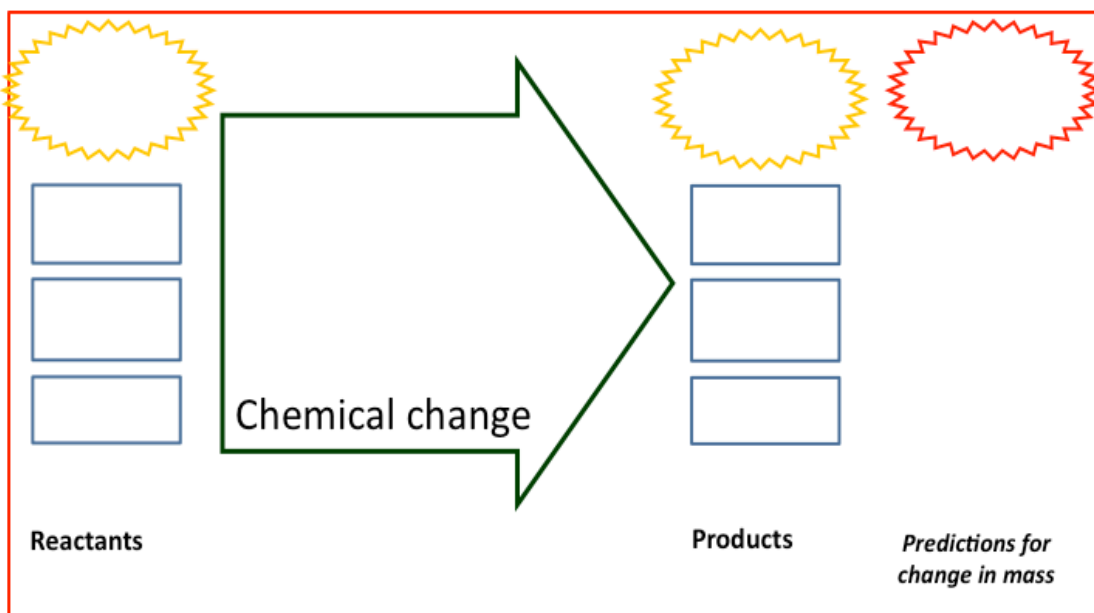 Chemical change
Reactants
Products
Predictions for
change in mass